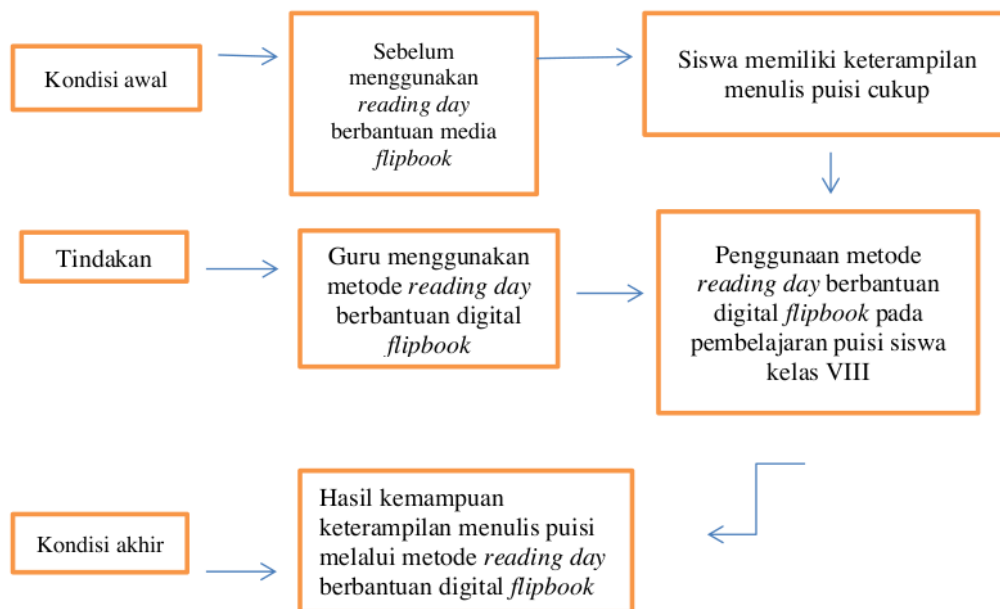 Kondisi awal
Sebelum
menggunakan
reading day
berbantuan media
flipbook
Siswa memiliki keterampilan
menulis puisi cukup
Tindakan
Guru menggunakan
metode reading day
berbantuan digital
flipbook
Penggunaan metode
reading day berbantuan
digital flipbook pada
pembelajaran puisi siswa
kelas VIII
Kondisi akhir
Hasil kemampuan
keterampilan menulis puisi
melalui metode reading day
berbantuan digital flipbook